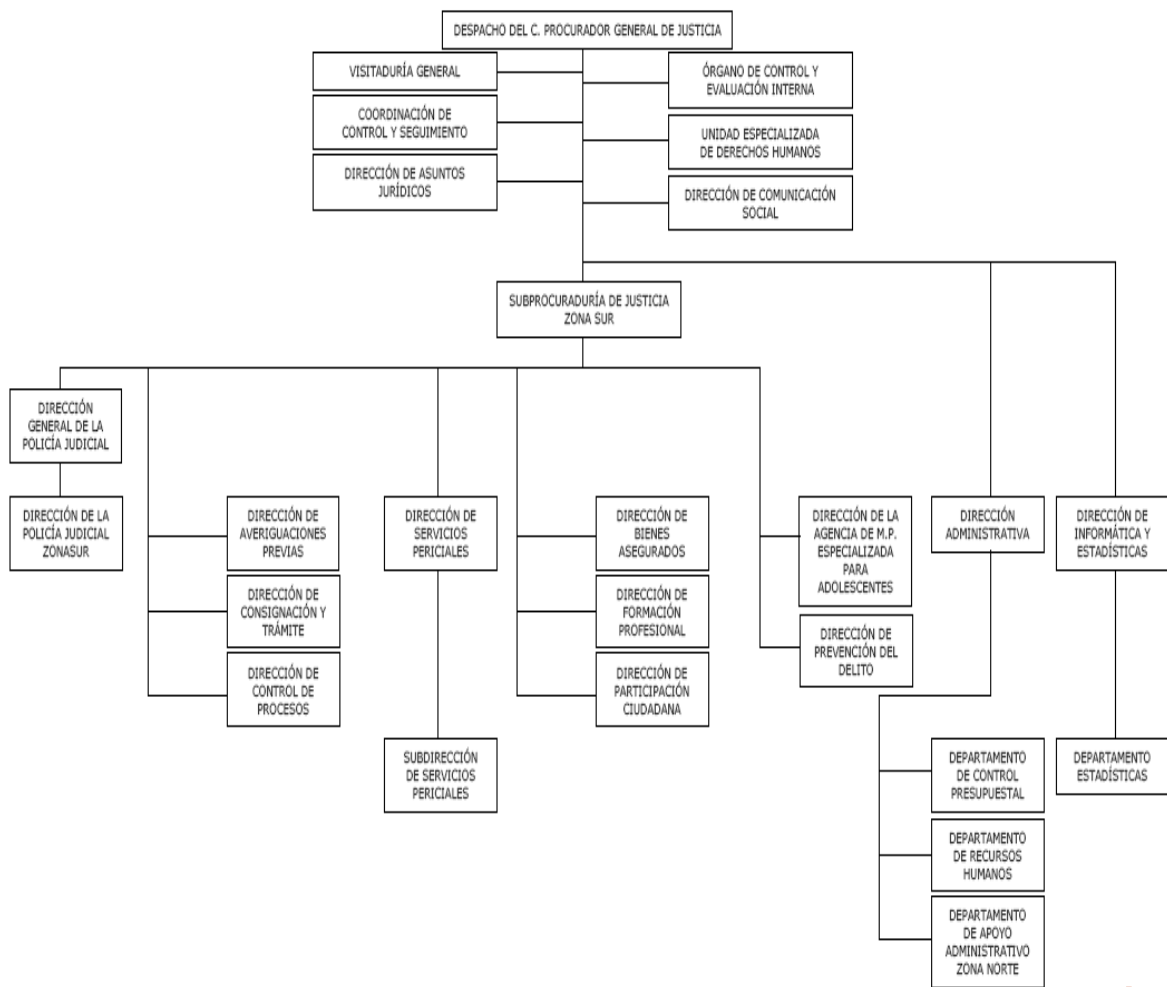 DESPACHO DEL C. PROCURADOR GENERAL DE JUSTICIA
VISITADURÍA GENERAL
ÓRGANO DE CONTROL Y
EVALUACIÓN INTERNA
COORDINACIÓN DE
CONTROL Y SEGUIMIENTO
UNIDAD ESPECIALIZADA
DE DERECHOS HUMANOS
DIRECCIÓN DE ASUNTOS
JURÍDICOS
DIRECCIÓN DE COMUNICACIÓN
SOCIAL
SUBPROCURADURÍA DE JUSTICIA
ZONA SUR
DIRECCIÓN
GENERAL DE LA
POLICÍA JUDICIAL
DIRECCIÓN DE LA
POLICÍA JUDICIAL
ZONASUR
DIRECCIÓN DE
AVERIGUACIONES
PREVIAS
DIRECCIÓN DE
SERVICIOS
PERICIALES
DIRECCIÓN DE
BIENES
ASEGURADOS
DIRECCIÓN DE LA
AGENCIA DE M.P.
ESPECIALIZADA
PARA
ADOLESCENTES
DIRECCIÓN
ADMINISTRATIVA
DIRECCIÓN DE
INFORMÁTICA Y
ESTADÍSTICAS
DIRECCIÓN DE
CONSIGNACIÓN Y
TRÁMITE
DIRECCIÓN DE
FORMACIÓN
PROFESIONAL
DIRECCIÓN DE
PREVENCIÓN DEL
DELITO
DIRECCIÓN DE
CONTROL DE
PROCESOS
DIRECCIÓN DE
PARTICIPACIÓN
CIUDADANA
SUBDIRECCIÓN
DE SERVICIOS
PERICIALES
DEPARTAMENTO
DE CONTROL
PRESUPUESTAL
DEPARTAMENTO
ESTADÍSTICAS
DEPARTAMENTO
DE RECURSOS
HUMANOS
DEPARTAMENTO
DE APOYO
ADMINISTRATIVO
ZONA NORTE